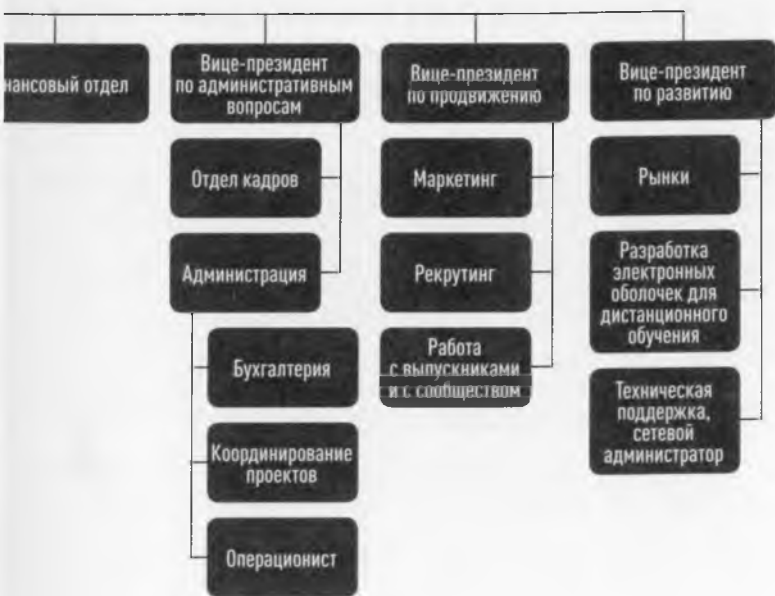 нансовый отдел
Вице-президент
по административным
вопросам
Отдел кадров
Администрация
Бухгалтерия
Координирование
проектов
Операционист
Вице-президент
по продвижению
Маркетинг
Рекрутинг
Работа
с выпускниками
и с сообществом
Вице-президент
по развитию
Рынки
Разработка
электронных
оболочек для
дистанционного
обучения
Техническая
поддержка,
сетевой
администратор